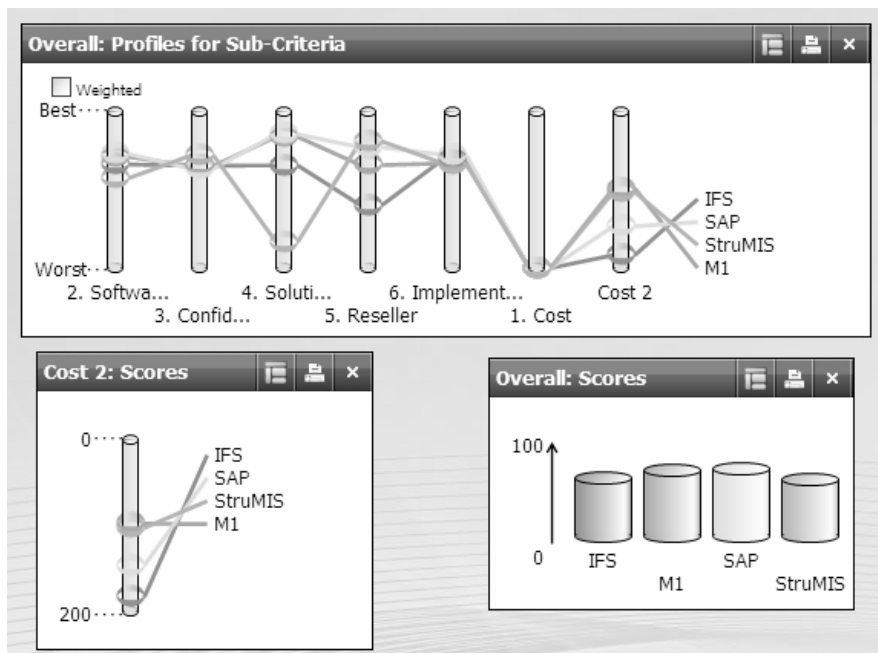 Overall: Profiles for Sub-Criteria
Weighted
Best
Worst
IFS
SAP
StruMIS
M1
2. Softwa...
4. Soluti...
6. Implement...
Cost 2
3. Confid...
5. Reseller
1. Cost
Cost 2: Scores
0
IFS
SAP
StruMIS
M1
200
Overall: Scores
100
0
IFS
SAP
M1
StruMIS